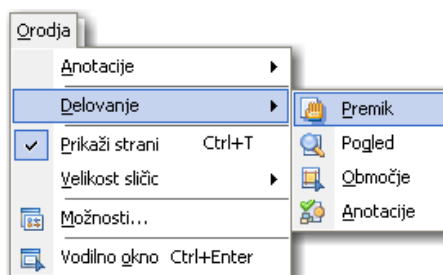 Orodja
Anotacije
Delovanje
Prikaži strani Ctrl+T
Velikost sličic
Možnosti...
Vodilno okno Ctrl+Enter
Premik
Pogled
Območje
Anotacije